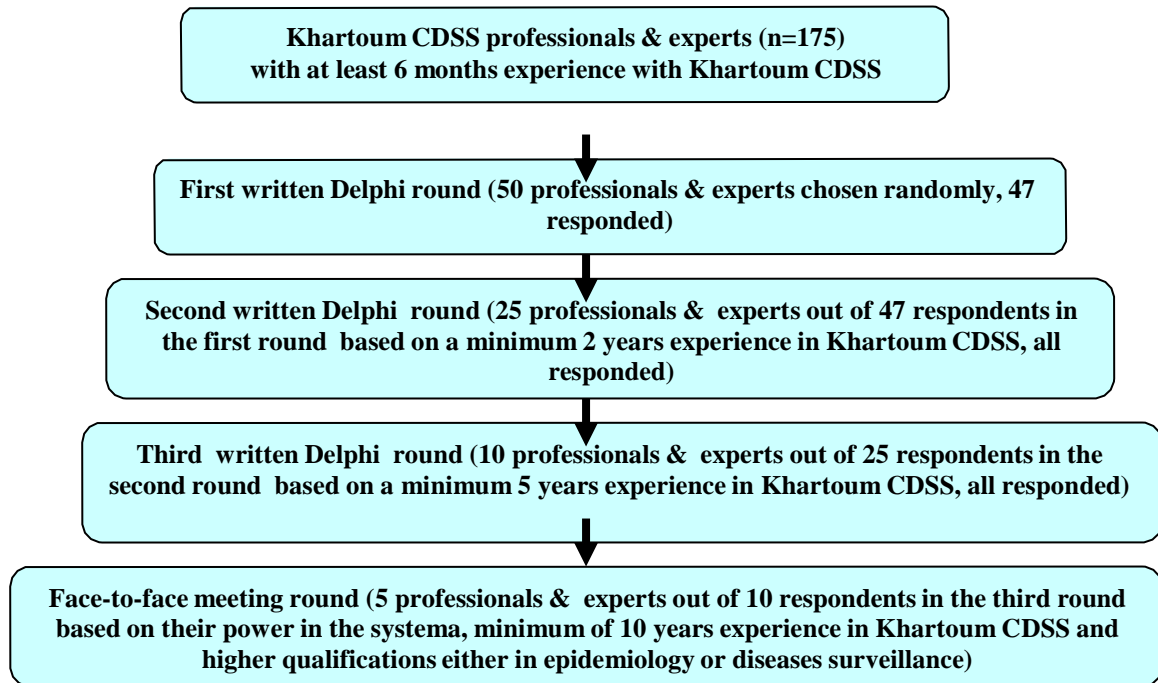 Khartoum CDSS professionals & experts (n=175)
with at least 6 months experience with Khartoum CDSS
First written Delphi round (50 professionals & experts chosen randomly, 47
responded)
Second written Delphi round (25 professionals & experts out of 47 respondents in
the first round based on a minimum 2 years experience in Khartoum CDSS, all
responded)
Third written Delphi round (10 professionals & experts out of 25 respondents in the
second round based on a minimum 5 years experience in Khartoum CDSS, all responded)
Face-to-face meeting round (5 professionals & experts out of 10 respondents in the third round
based on their power in the systema, minimum of 10 years experience in Khartoum CDSS and
higher qualifications either in epidemiology or diseases surveillance)